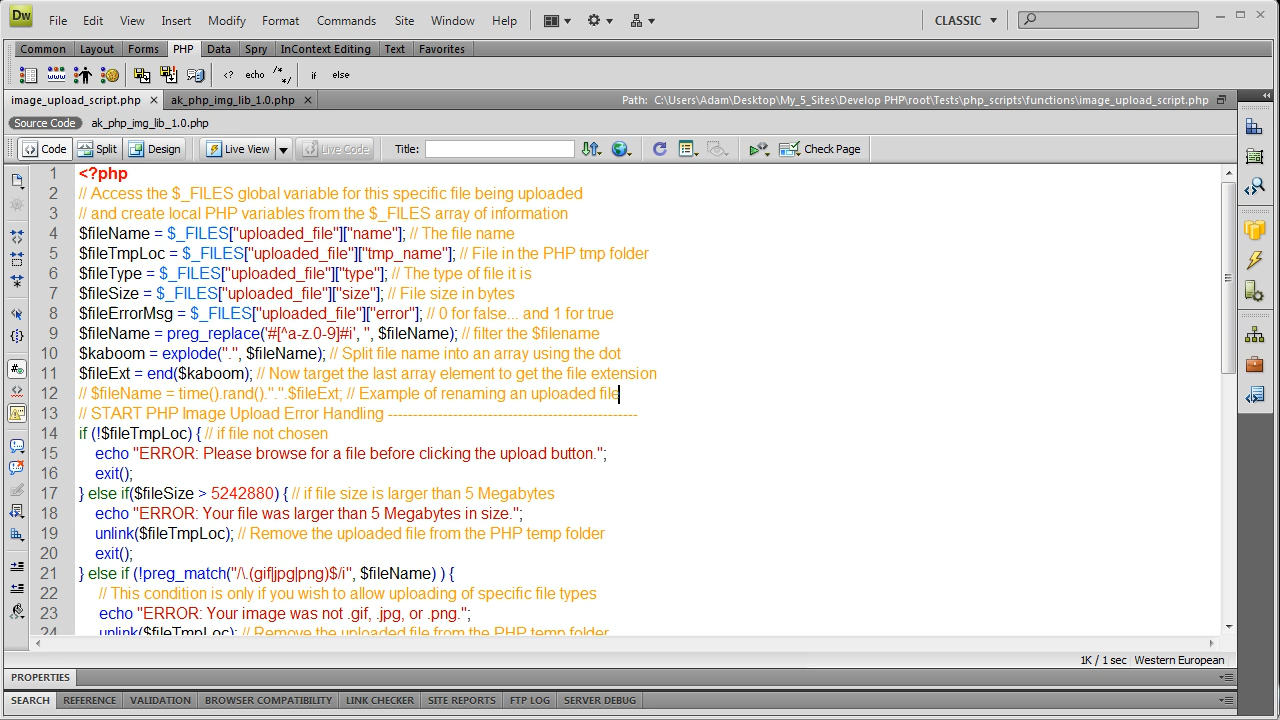 Dw File Edit View Insert Modify Format Commands Site Window Help CLASSIC
Common Layout Forms PHP Data Spry InContext Editing Text Favorites
<? echo /* */ if else
image_upload_script.php × ak_php_img_lib_1.0.php × Path: C:\Users\Adam\Desktop\My_5_Sites\Develop PHP\root\Tests\php_scripts\functions\image_upload_script.php
Source Code ak_php_img_lib_1.0.php
Code Split Design Live View Live Code Title: Check Page
1 <?php
2 // Access the $_FILES global variable for this specific file being uploaded
3 // and create local PHP variables from the $_FILES array of information
4 $fileName = $_FILES["uploaded_file"]["name"]; // The file name
5 $fileTmpLoc = $_FILES["uploaded_file"]["tmp_name"]; // File in the PHP tmp folder
6 $fileType = $_FILES["uploaded_file"]["type"]; // The type of file it is
7 $fileSize = $_FILES["uploaded_file"]["size"]; // File size in bytes
8 $fileErrorMsg = $_FILES["uploaded_file"]["error"]; // 0 for false... and 1 for true
9 $fileName = preg_replace('#[^a-z.0-9]#i', '', $fileName); // filter the $filename
10 $kaboom = explode(".", $fileName); // Split file name into an array using the dot
11 $fileExt = end($kaboom); // Now target the last array element to get the file extension
12 // $fileName = time().rand().".".$fileExt; // Example of renaming an uploaded file
13 // START PHP Image Upload Error Handling --------------------------------------------------
14 if (!$fileTmpLoc) { // if file not chosen
15 echo "ERROR: Please browse for a file before clicking the upload button.";
16 exit();
17 } else if($fileSize > 5242880) { // if file size is larger than 5 Megabytes
18 echo "ERROR: Your file was larger than 5 Megabytes in size.";
19 unlink($fileTmpLoc); // Remove the uploaded file from the PHP temp folder
20 exit();
21 } else if (!preg_match("/\.(gif|jpg|png)$/i", $fileName) ) {
22 // This condition is only if you wish to allow uploading of specific file types
23 echo "ERROR: Your image was not .gif, .jpg, or .png.";
24 unlink($fileTmpLoc); // Remove the uploaded file from the PHP temp folder
1K / 1 sec Western European
PROPERTIES
SEARCH REFERENCE VALIDATION BROWSER COMPATIBILITY LINK CHECKER SITE REPORTS FTP LOG SERVER DEBUG